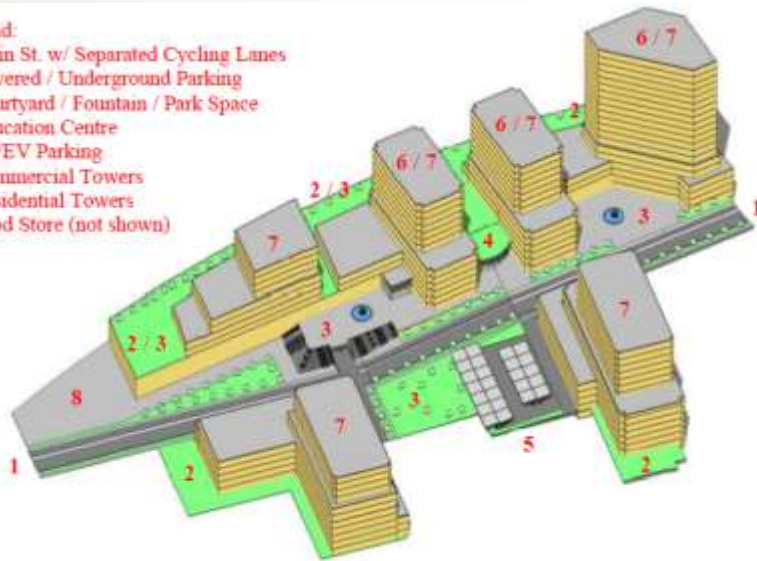 nd:
in St. w/ Separated Cycling Lanes
vered / Underground Parking
urtyard / Fountain / Park Space
ucation Centre
/EV Parking
mmercial Towers
sidential Towers
od Store (not shown)
6 / 7
2
6 / 7
6 / 7
2 / 3
3
1
7
4
7
3
2 / 3
8
3
7
5
1
2
2